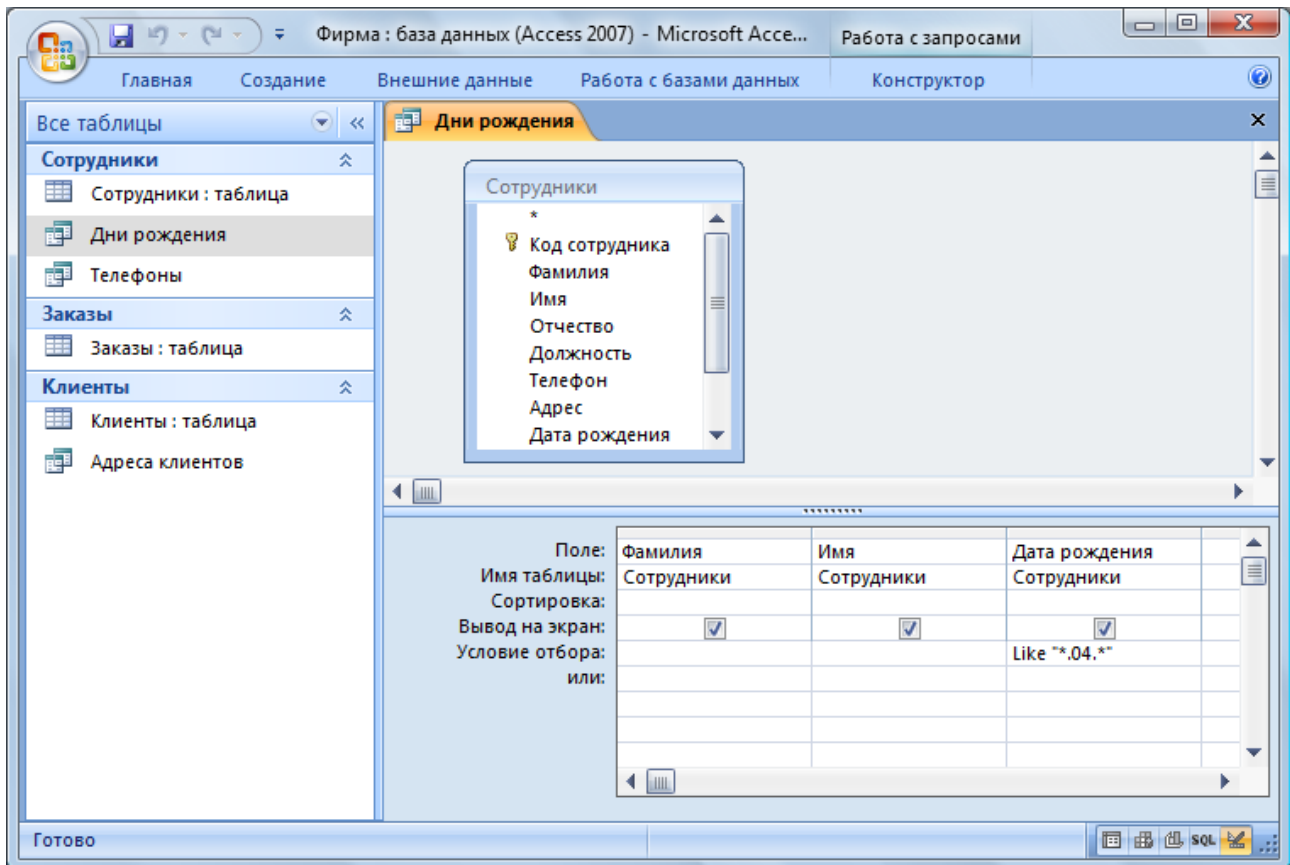 Фирма : база данных (Access 2007) - Microsoft Acce...
Работа с запросами
Главная
Создание
Внешние данные
Работа с базами данных
Конструктор
Все таблицы
Сотрудники
Сотрудники : таблица
Дни рождения
Телефоны
Заказы
Заказы : таблица
Клиенты
Клиенты : таблица
Адреса клиентов
Дни рождения
Сотрудники
*
Код сотрудника
Фамилия
Имя
Отчество
Должность
Телефон
Адрес
Дата рождения
Поле: Фамилия Имя Дата рождения
Имя таблицы: Сотрудники Сотрудники Сотрудники
Сортировка:
Вывод на экран:
Условие отбора: Like "*.04.*"
или:
Готово
SQL